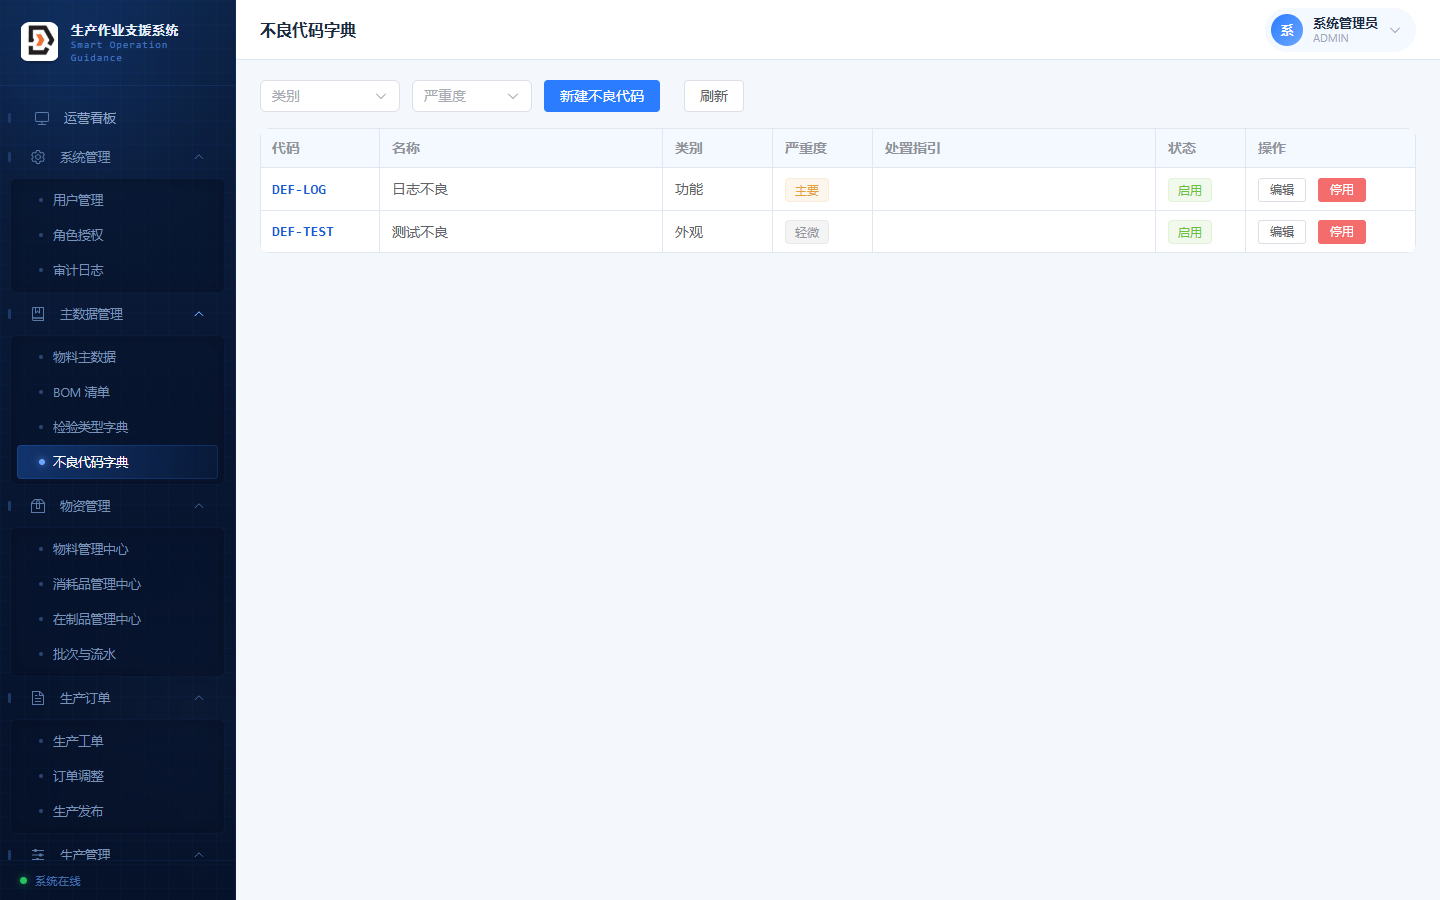 生产作业支援系统
Smart Operation
Guidance
运营看板
系统管理
用户管理
角色授权
审计日志
主数据管理
物料主数据
BOM 清单
检验类型字典
不良代码字典
物资管理
物料管理中心
消耗品管理中心
在制品管理中心
批次与流水
生产订单
生产工单
订单调整
生产发布
生产管理
系统在线
不良代码字典
系 系统管理员
ADMIN
类别 严重度 新建不良代码 刷新
代码 名称 类别 严重度 处置指引 状态 操作
DEF-LOG 日志不良 功能 主要 启用 编辑 停用
DEF-TEST 测试不良 外观 轻微 启用 编辑 停用